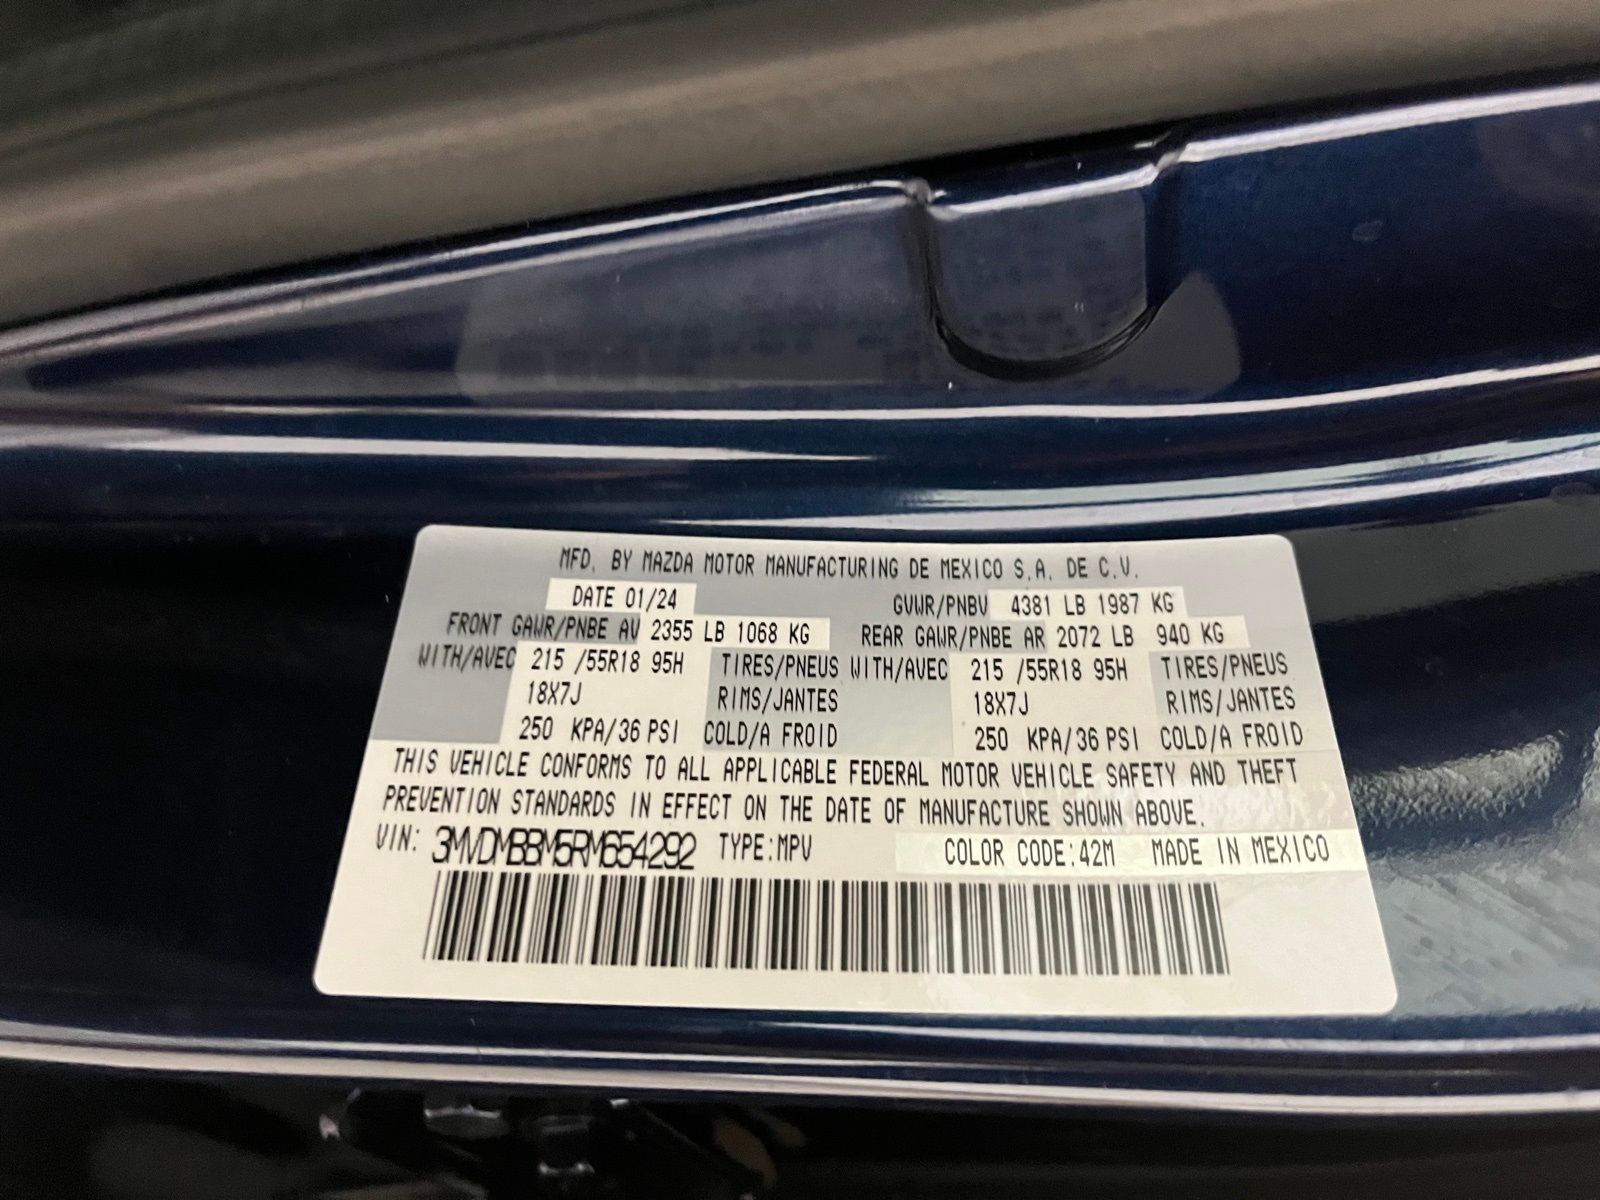 MFD. BY MAZDA MOTOR MANUFACTURING DE MEXICO S.A. DE C.V.
DATE 01/24 GVWR/PNBV 4381 LB 1987 KG
FRONT GAWR/PNBE AV 2355 LB 1068 KG REAR GAWR/PNBE AR 2072 LB 940 KG
WITH/AVEC 215 /55R18 95H TIRES/PNEUS WITH/AVEC 215 /55R18 95H TIRES/PNEUS
18X7J RIMS/JANTES 18X7J RIMS/JANTES
250 KPA/36 PSI COLD/A FROID 250 KPA/36 PSI COLD/A FROID
THIS VEHICLE CONFORMS TO ALL APPLICABLE FEDERAL MOTOR VEHICLE SAFETY AND THEFT
PREVENTION STANDARDS IN EFFECT ON THE DATE OF MANUFACTURE SHOWN ABOVE.
VIN: 3MVDMBBM5RM654292 TYPE:MPV COLOR CODE:42M MADE IN MEXICO